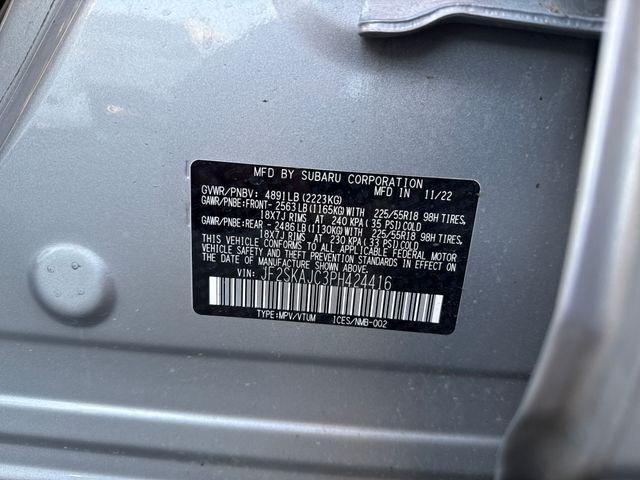 MFD BY SUBARU CORPORATION
GVWR/PNBV: 4891LB(2223KG) MFD IN 11/22
GAWR/PNBE:FRONT- 2563LB(1165KG)WITH 225/55R18 98H TIRES,
18X7J RIMS AT 240 KPA(35 PSI)COLD
GAWR/PNBE:REAR - 2486LB(1130KG)WITH 225/55R18 98H TIRES,
18X7J RIMS AT 230 KPA(33 PSI)COLD
THIS VEHICLE CONFORMS TO ALL APPLICABLE FEDERAL MOTOR
VEHICLE SAFETY AND THEFT PREVENTION STANDARDS IN EFFECT ON
THE DATE OF MANUFACTURE SHOWN ABOVE.
VIN: JF2SKAJC3PH424416
TYPE:MPV/VTUM ICES/NMB-002